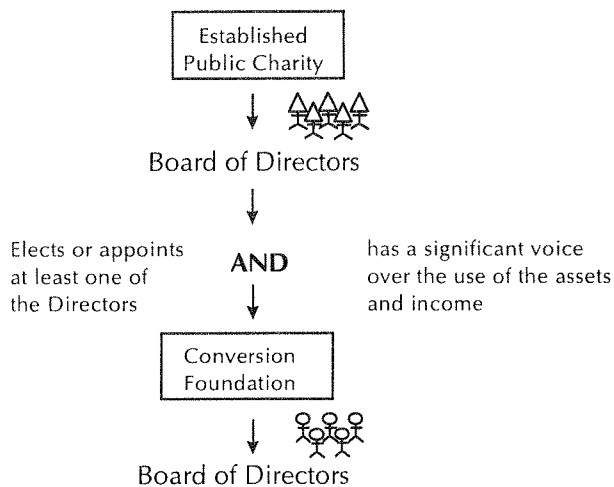 Established
Public Charity
Board of Directors
Elects or appoints
at least one of
the Directors
AND
has a significant voice
over the use of the assets
and income
Conversion
Foundation
Board of Directors